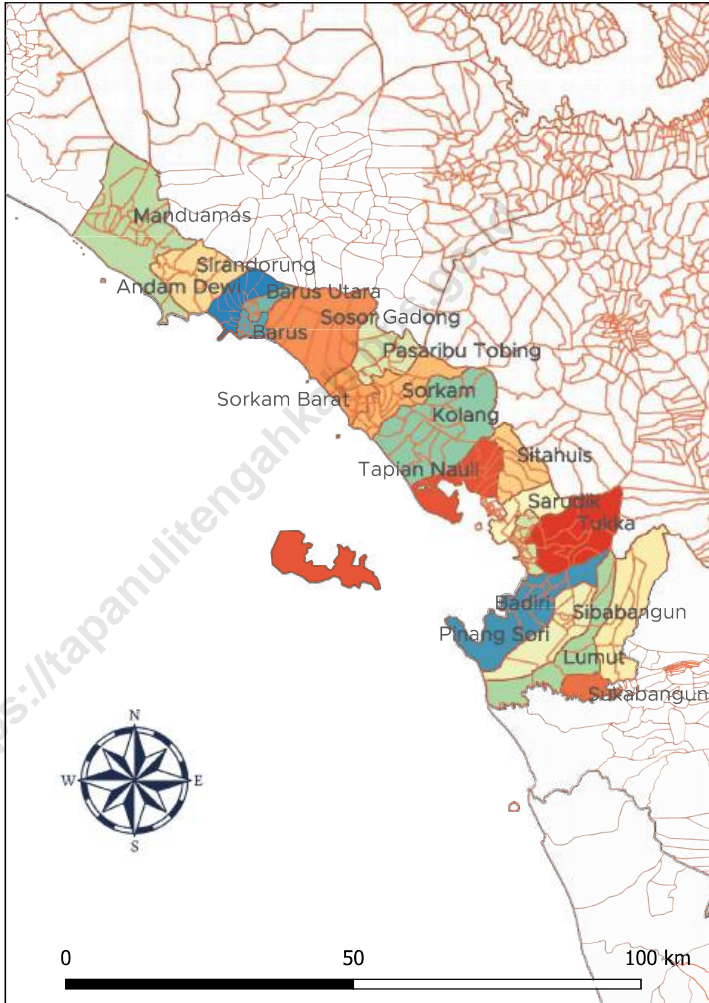 Manduamas
Sirandorung
Andam Dewi
Barus Utara
Sosor Gadong
Barus
Pasaribu Tobing
Sorkam
Sorkam Barat
Kolang
Sitahuis
Tapian Nauli
Sarudik
Tukka
Badiri
Sibabangun
Pinang Sori
Lumut
Sukabangun
N
W
E
S
0 50 100 km